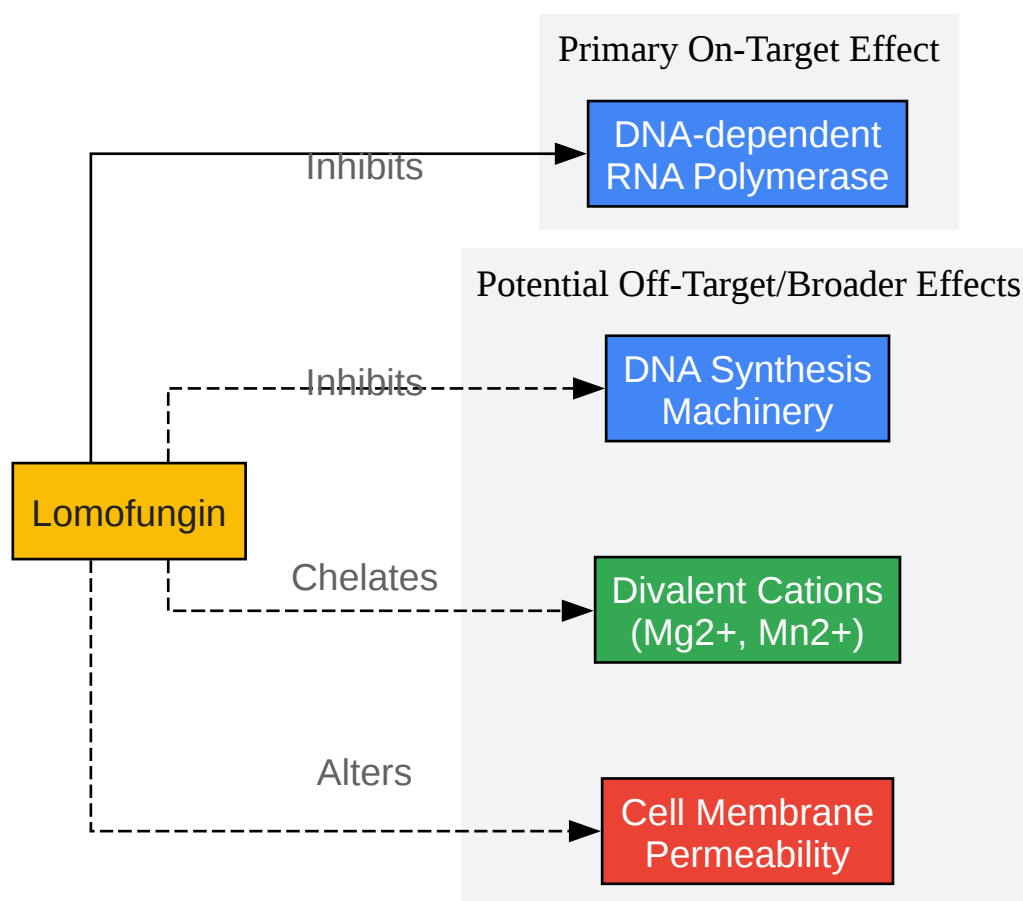 Primary On-Target Effect
DNA-dependent
RNA Polymerase
Inhibits
Potential Off-Target/Broader Effects
DNA Synthesis
Machinery
Inhibits
Lomofungin
Chelates
Divalent Cations
(Mg2+, Mn2+)
Alters
Cell Membrane
Permeability